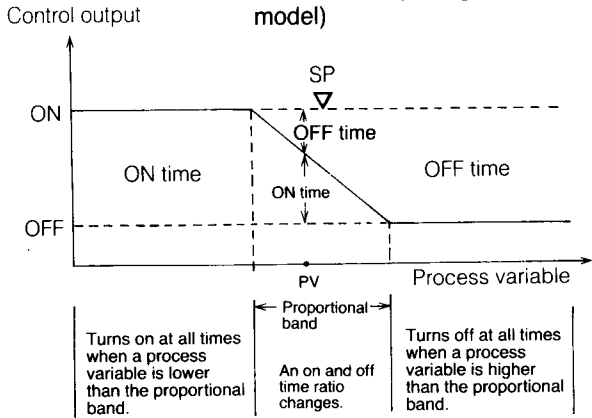 Control output
model)
SP
ON
OFF time
ON time
OFF time
ON time
OFF
PV
Process variable
Proportional
band
Turns on at all times
when a process
variable is lower
than the proportional
band.
An on and off
time ratio
changes.
Turns off at all times
when a process
variable is higher
than the proportional
band.